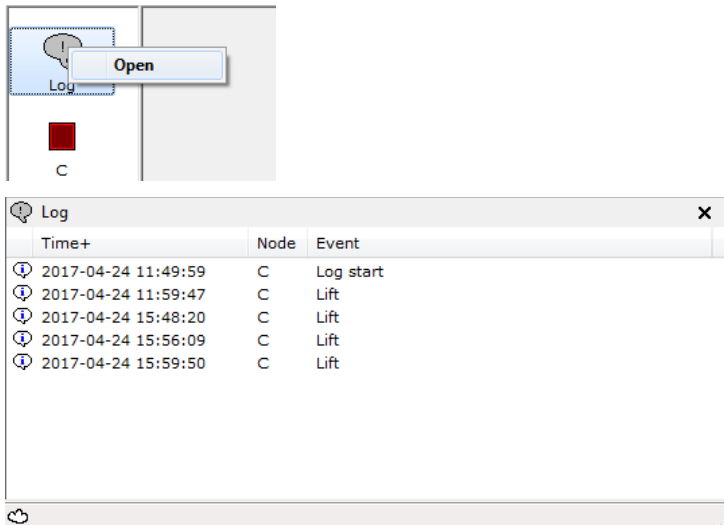 Open
Log
C
Log
Time+ Node Event
2017-04-24 11:49:59 C Log start
2017-04-24 11:59:47 C Lift
2017-04-24 15:48:20 C Lift
2017-04-24 15:56:09 C Lift
2017-04-24 15:59:50 C Lift